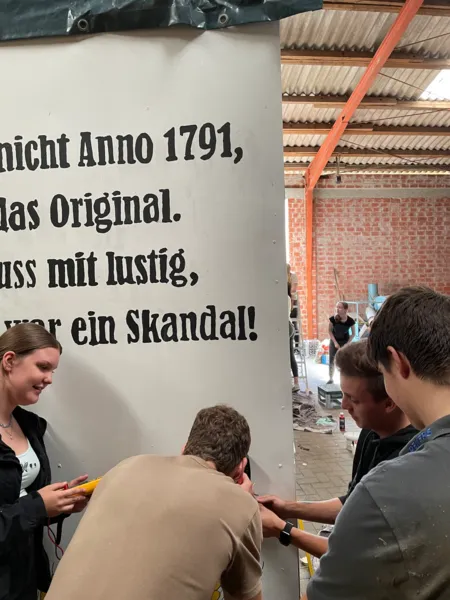 nicht Anno 1791,
das Original.
uss mit lustig,
war ein Skandal!